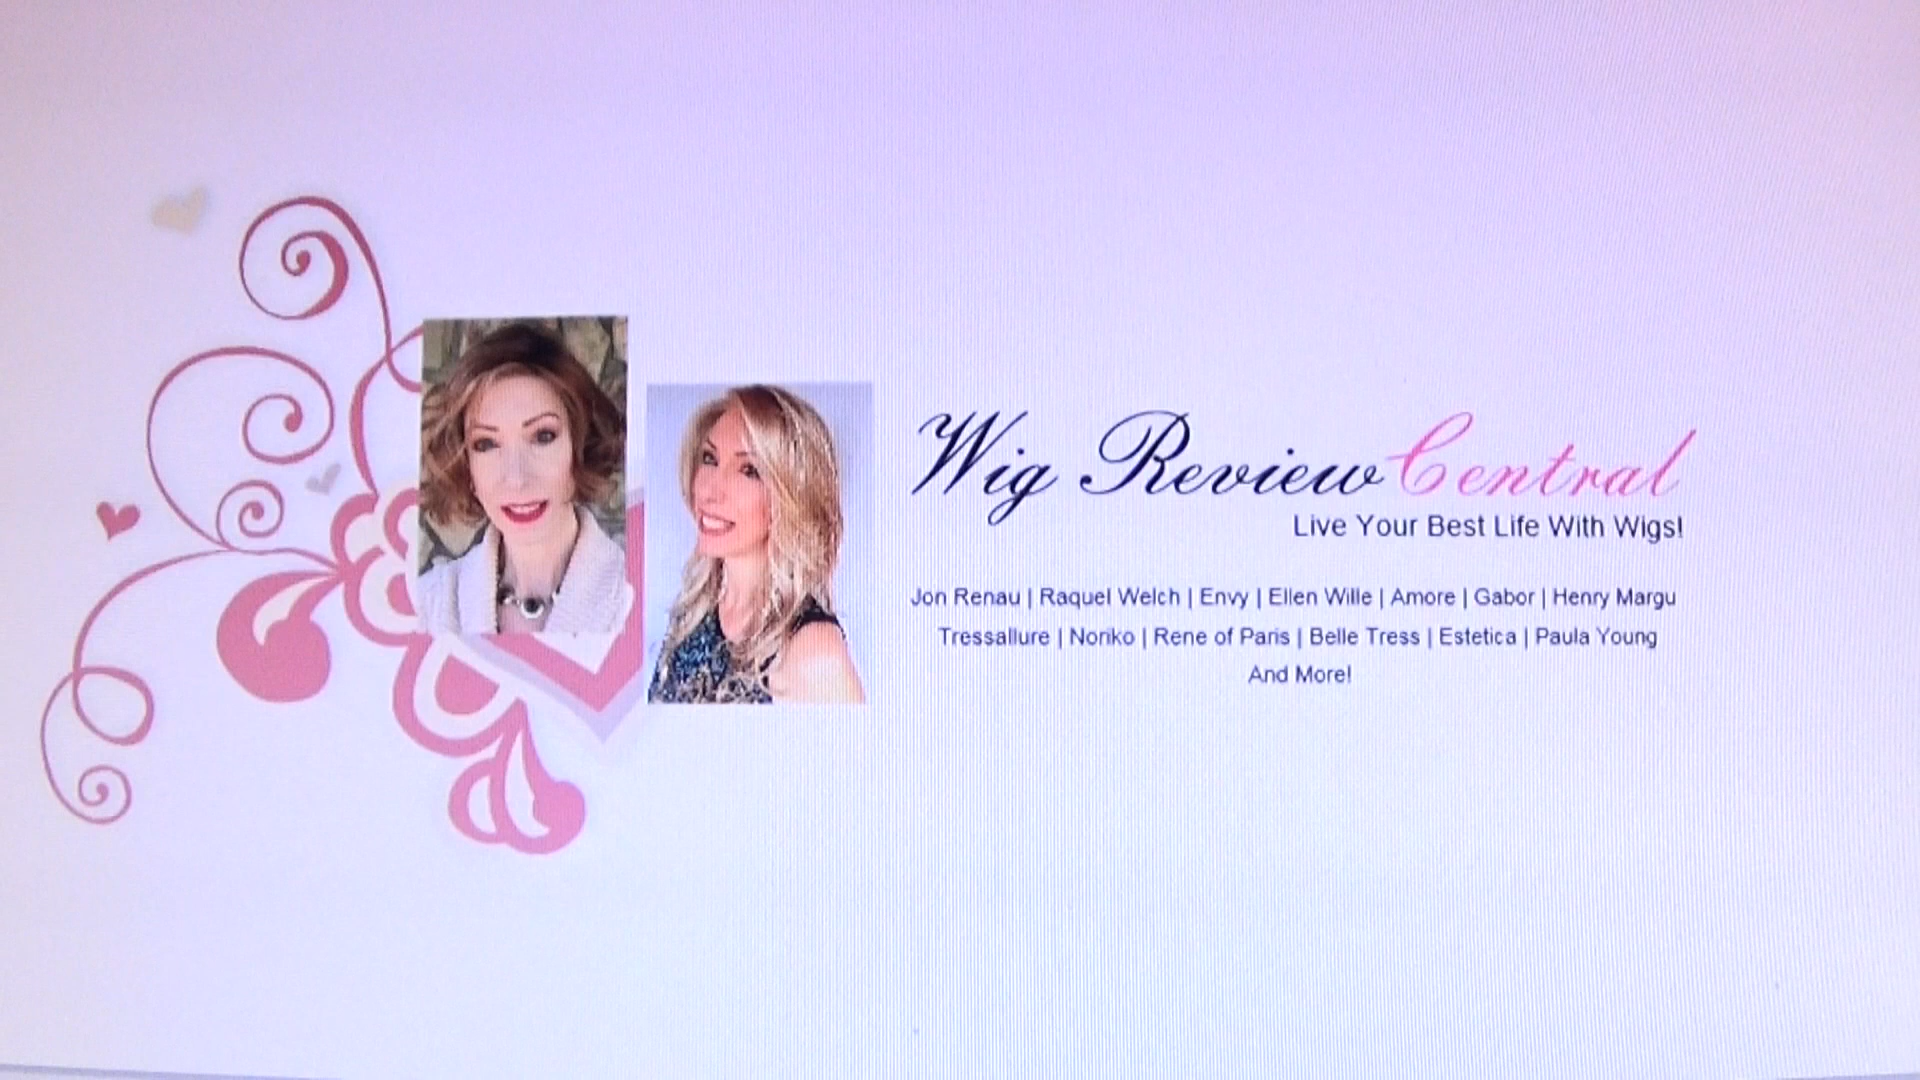 Wig Review Central
Live Your Best Life With Wigs!
Jon Renau | Raquel Welch | Envy | Ellen Wille | Amore | Gabor | Henry Margu
Tressallure | Noriko | Rene of Paris | Belle Tress | Estetica | Paula Young
And More!